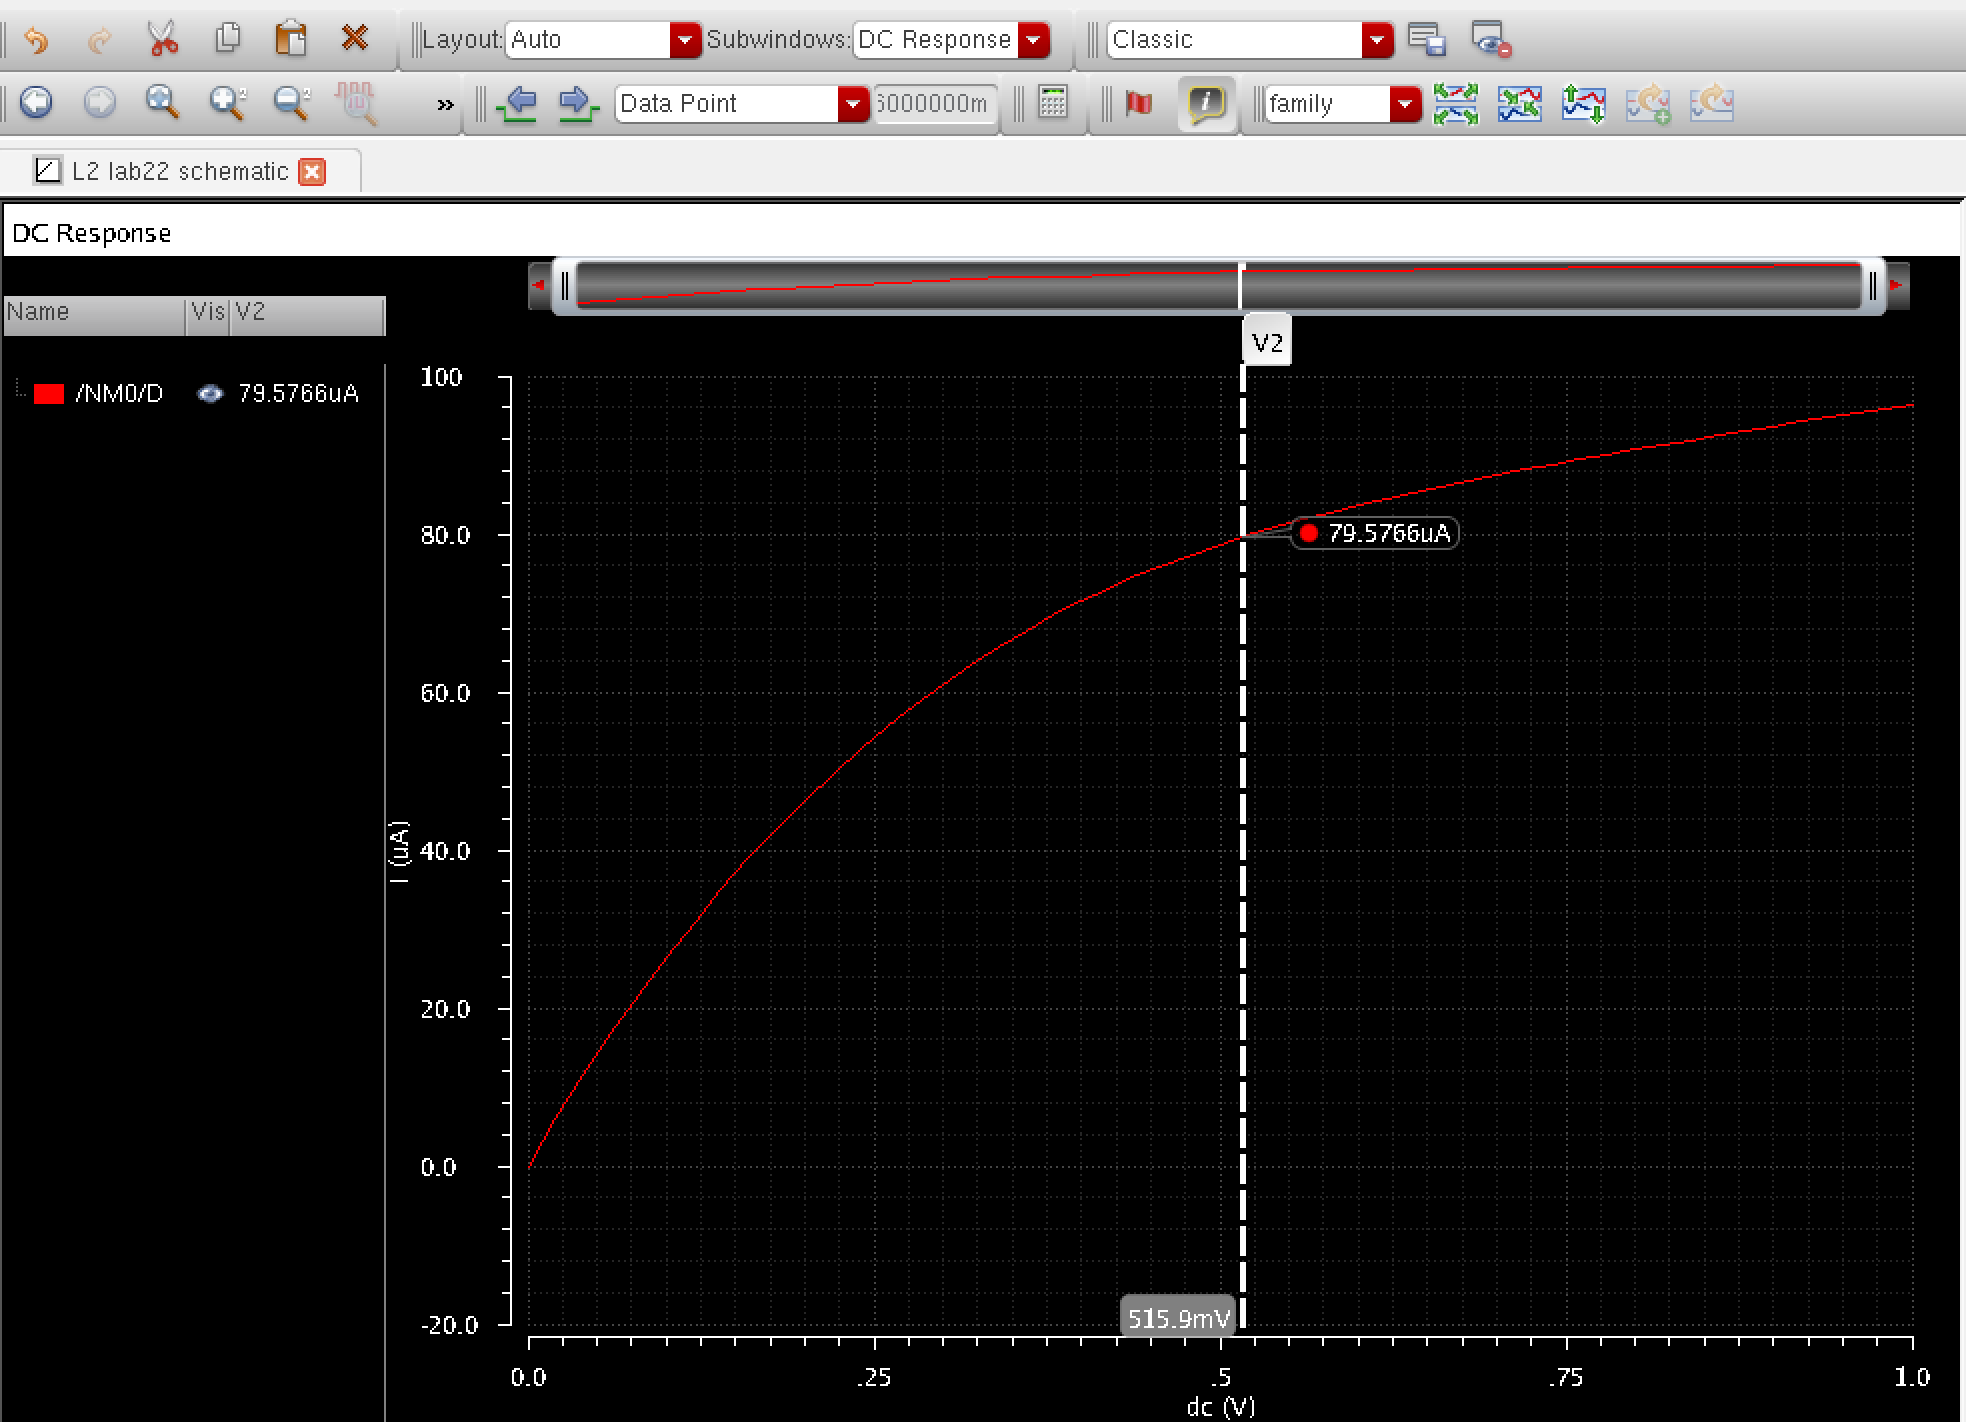 Layout: Auto Subwindows: DC Response Classic
» Data Point 5000000m family
L2 lab22 schematic
DC Response
Name Vis V2
V2
/NM0/D 79.5766uA
100
80.0
79.5766uA
60.0
I (uA)
40.0
20.0
0.0
-20.0
515.9mV
0.0 .25 .5 .75 1.0
dc (V)